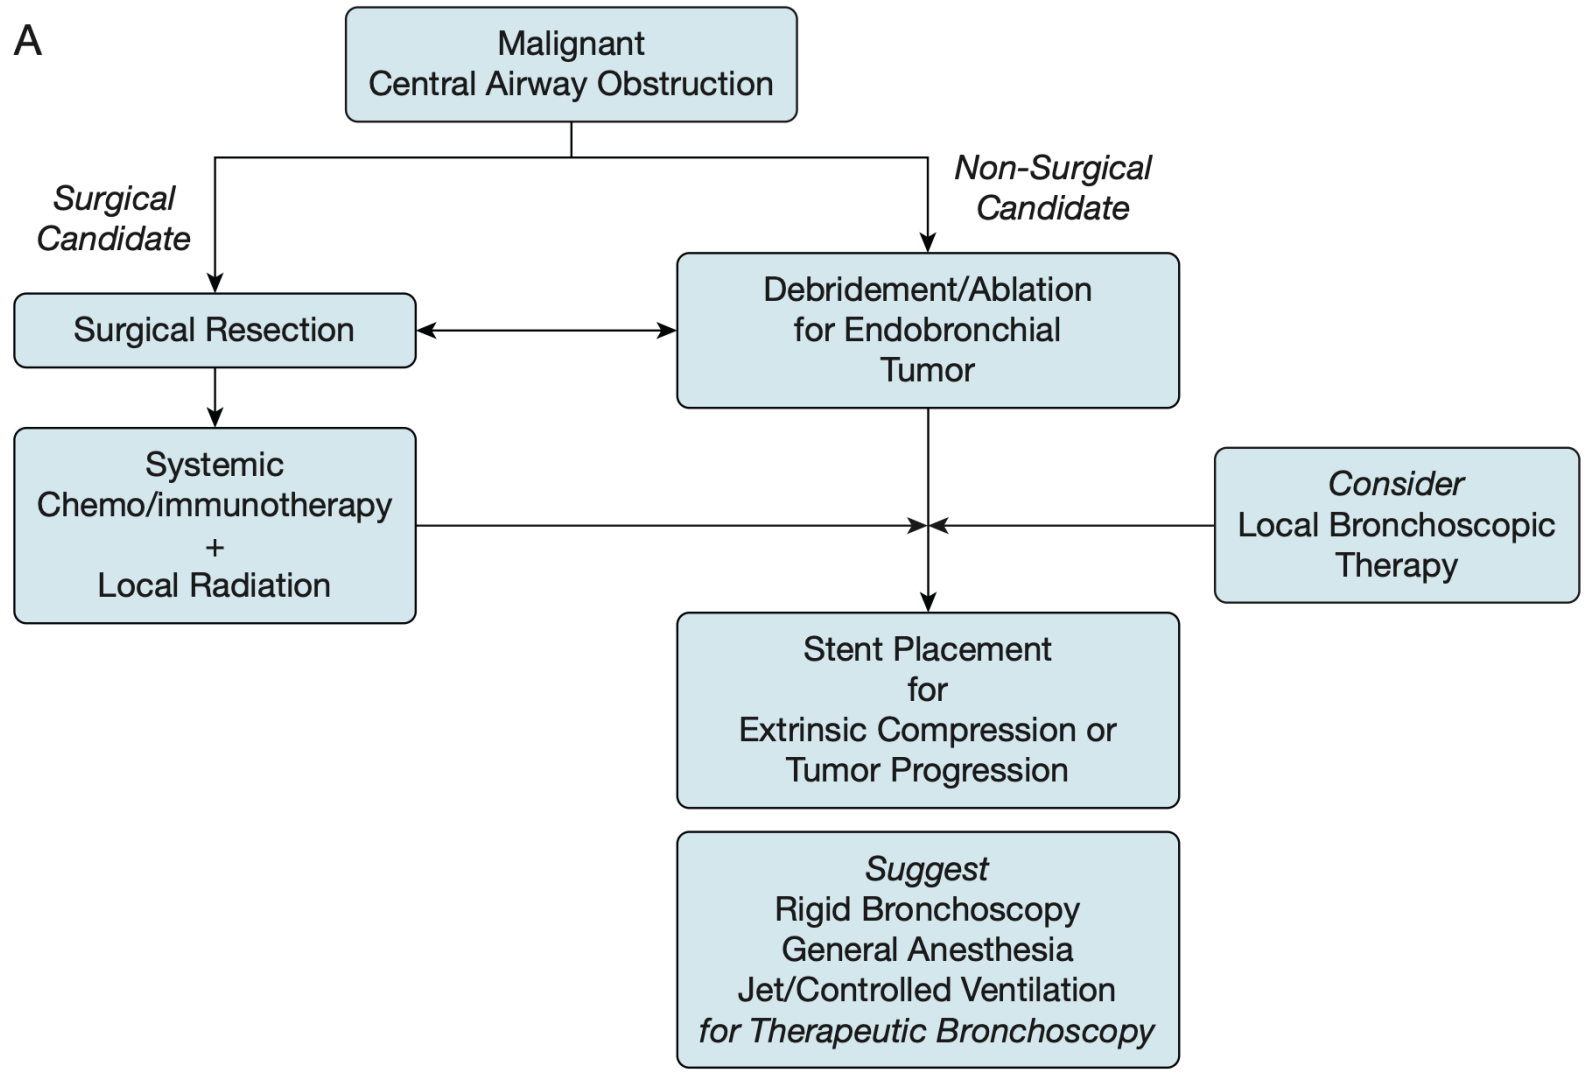 A
Malignant
Central Airway Obstruction
Surgical
Candidate
Non-Surgical
Candidate
Surgical Resection
Debridement/Ablation
for Endobronchial
Tumor
Systemic
Chemo/immunotherapy
+
Local Radiation
Consider
Local Bronchoscopic
Therapy
Stent Placement
for
Extrinsic Compression or
Tumor Progression
Suggest
Rigid Bronchoscopy
General Anesthesia
Jet/Controlled Ventilation
for Therapeutic Bronchoscopy